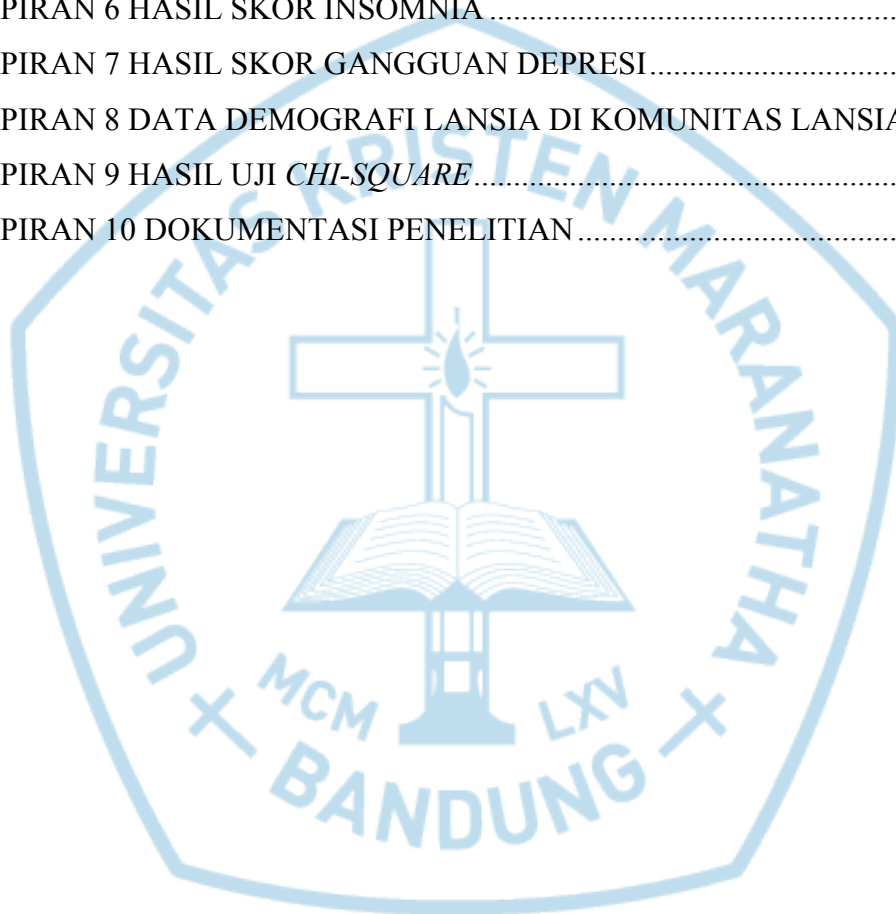 PIRAN 6 HASIL SKOR INSOMNIA
PIRAN 7 HASIL SKOR GANGGUAN DEPRESI
PIRAN 8 DATA DEMOGRAFI LANSIA DI KOMUNITAS LANSIA
PIRAN 9 HASIL UJI CHI-SQUARE
PIRAN 10 DOKUMENTASI PENELITIAN
UNIVERSITAS KRISTEN MARANATHA
MCM LXV
BANDUNG